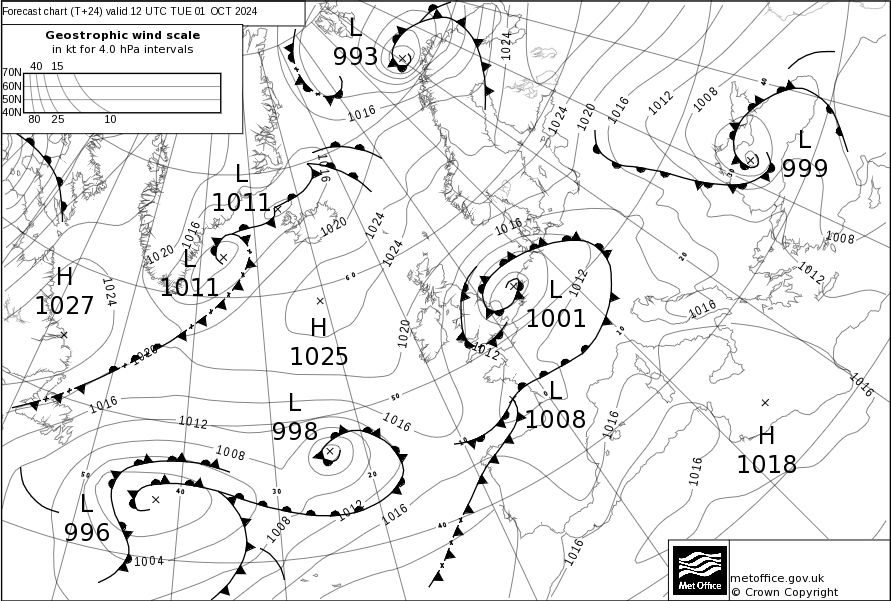 Forecast chart (T+24) valid 12 UTC TUE 01 OCT 2024
Geostrophic wind scale
in kt for 4.0 hPa intervals
40 15
70N
60N
50N
40N
80 25 10
L
993
1024
1016
1024
1020
1016
1012
1008
40
L
999
30
L
1011
1016
1020
1024
1024
1016
1016
1020
L
1011
60
1012
20
1008
1012
H
1027
1024
L
1001
1016
H
1025
1020
1012
10
1020
1016
50
L
1008
0
1016
L
998
1012
1016
1016
10
H
1018
1008
50
40
30
20
1016
L
996
1012
1016
1008
40
1004
1016
Met Office
metoffice.gov.uk
© Crown Copyright